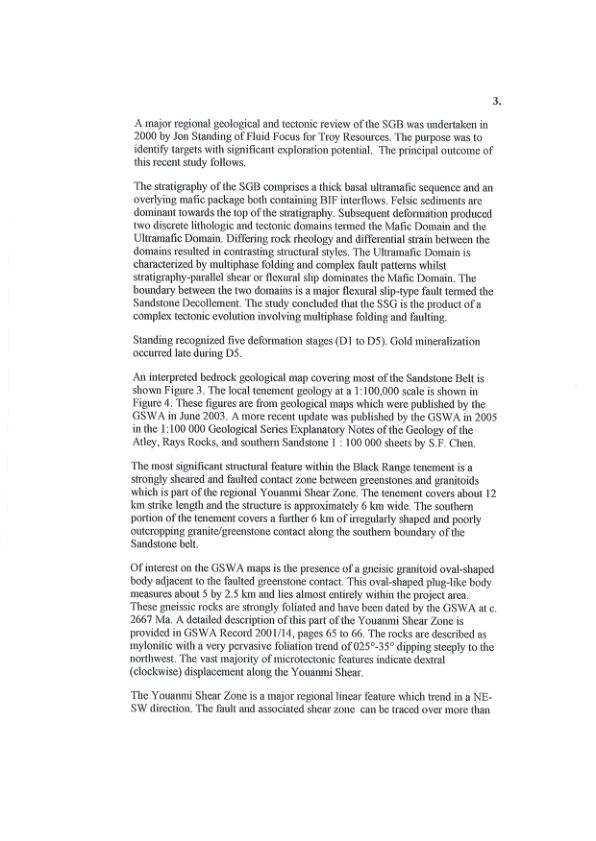 3.
A major regional geological and tectonic review of the SGB was undertaken in
2000 by Jon Standing of Fluid Focus for Troy Resources. The purpose was to
identify targets with significant exploration potential. The principal outcome of
this recent study follows.
The stratigraphy of the SGB comprises a thick basal ultramafic sequence and an
overlying mafic package both containing BIF interflows. Felsic sediments are
dominant towards the top of the stratigraphy. Subsequent deformation produced
two discrete lithologic and tectonic domains termed the Mafic Domain and the
Ultramafic Domain. Differing rock rheology and differential strain between the
domains resulted in contrasting structural styles. The Ultramafic Domain is
characterized by multiphase folding and complex fault patterns whilst
stratigraphy-parallel shear or flexural slip dominates the Mafic Domain. The
boundary between the two domains is a major flexural slip-type fault termed the
Sandstone Decollement. The study concluded that the SSG is the product of a
complex tectonic evolution involving multiphase folding and faulting.
Standing recognized five deformation stages (D1 to D5). Gold mineralization
occurred late during D5.
An interpreted bedrock geological map covering most of the Sandstone Belt is
shown Figure 3. The local tenement geology at a 1:100,000 scale is shown in
Figure 4. These figures are from geological maps which were published by the
GSWA in June 2003. A more recent update was published by the GSWA in 2005
in the 1:100 000 Geological Series Explanatory Notes of the Geology of the
Atley, Rays Rocks, and southern Sandstone 1 : 100 000 sheets by S.F. Chen.
The most significant structural feature within the Black Range tenement is a
strongly sheared and faulted contact zone between greenstones and granitoids
which is part of the regional Youanmi Shear Zone. The tenement covers about 12
km strike length and the structure is approximately 6 km wide. The southern
portion of the tenement covers a further 6 km of irregularly shaped and poorly
outcropping granite/greenstone contact along the southern boundary of the
Sandstone belt.
Of interest on the GSWA maps is the presence of a gneisic granitoid oval-shaped
body adjacent to the faulted greenstone contact. This oval-shaped plug-like body
measures about 5 by 2.5 km and lies almost entirely within the project area.
These gneissic rocks are strongly foliated and have been dated by the GSWA at c.
2667 Ma. A detailed description of this part of the Youanmi Shear Zone is
provided in GSWA Record 2001/14, pages 65 to 66. The rocks are described as
mylonitic with a very pervasive foliation trend of 025°-35° dipping steeply to the
northwest. The vast majority of microtectonic features indicate dextral
(clockwise) displacement along the Youanmi Shear.
The Youanmi Shear Zone is a major regional linear feature which trend in a NE-
SW direction. The fault and associated shear zone can be traced over more than